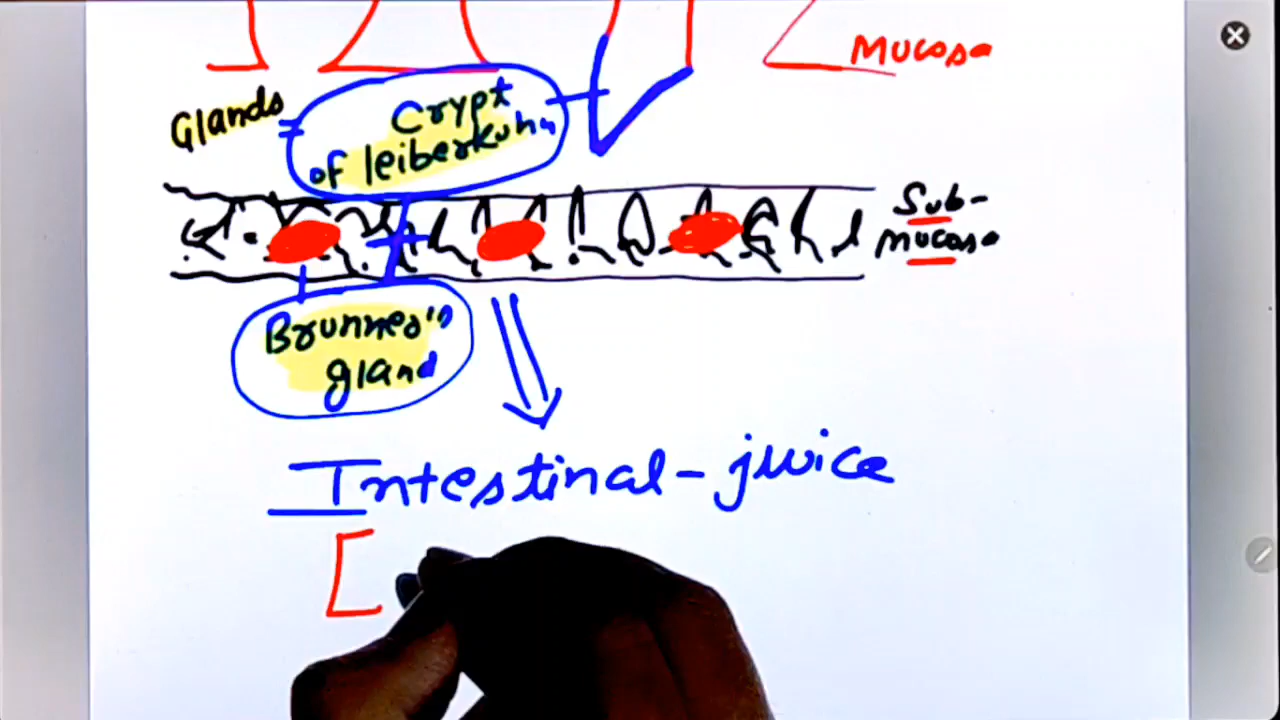 Mucosa
Glands =
Crypt
of leiberkuhn
Sub-
mucosa
Brunner's
gland
Intestinal-juice
[